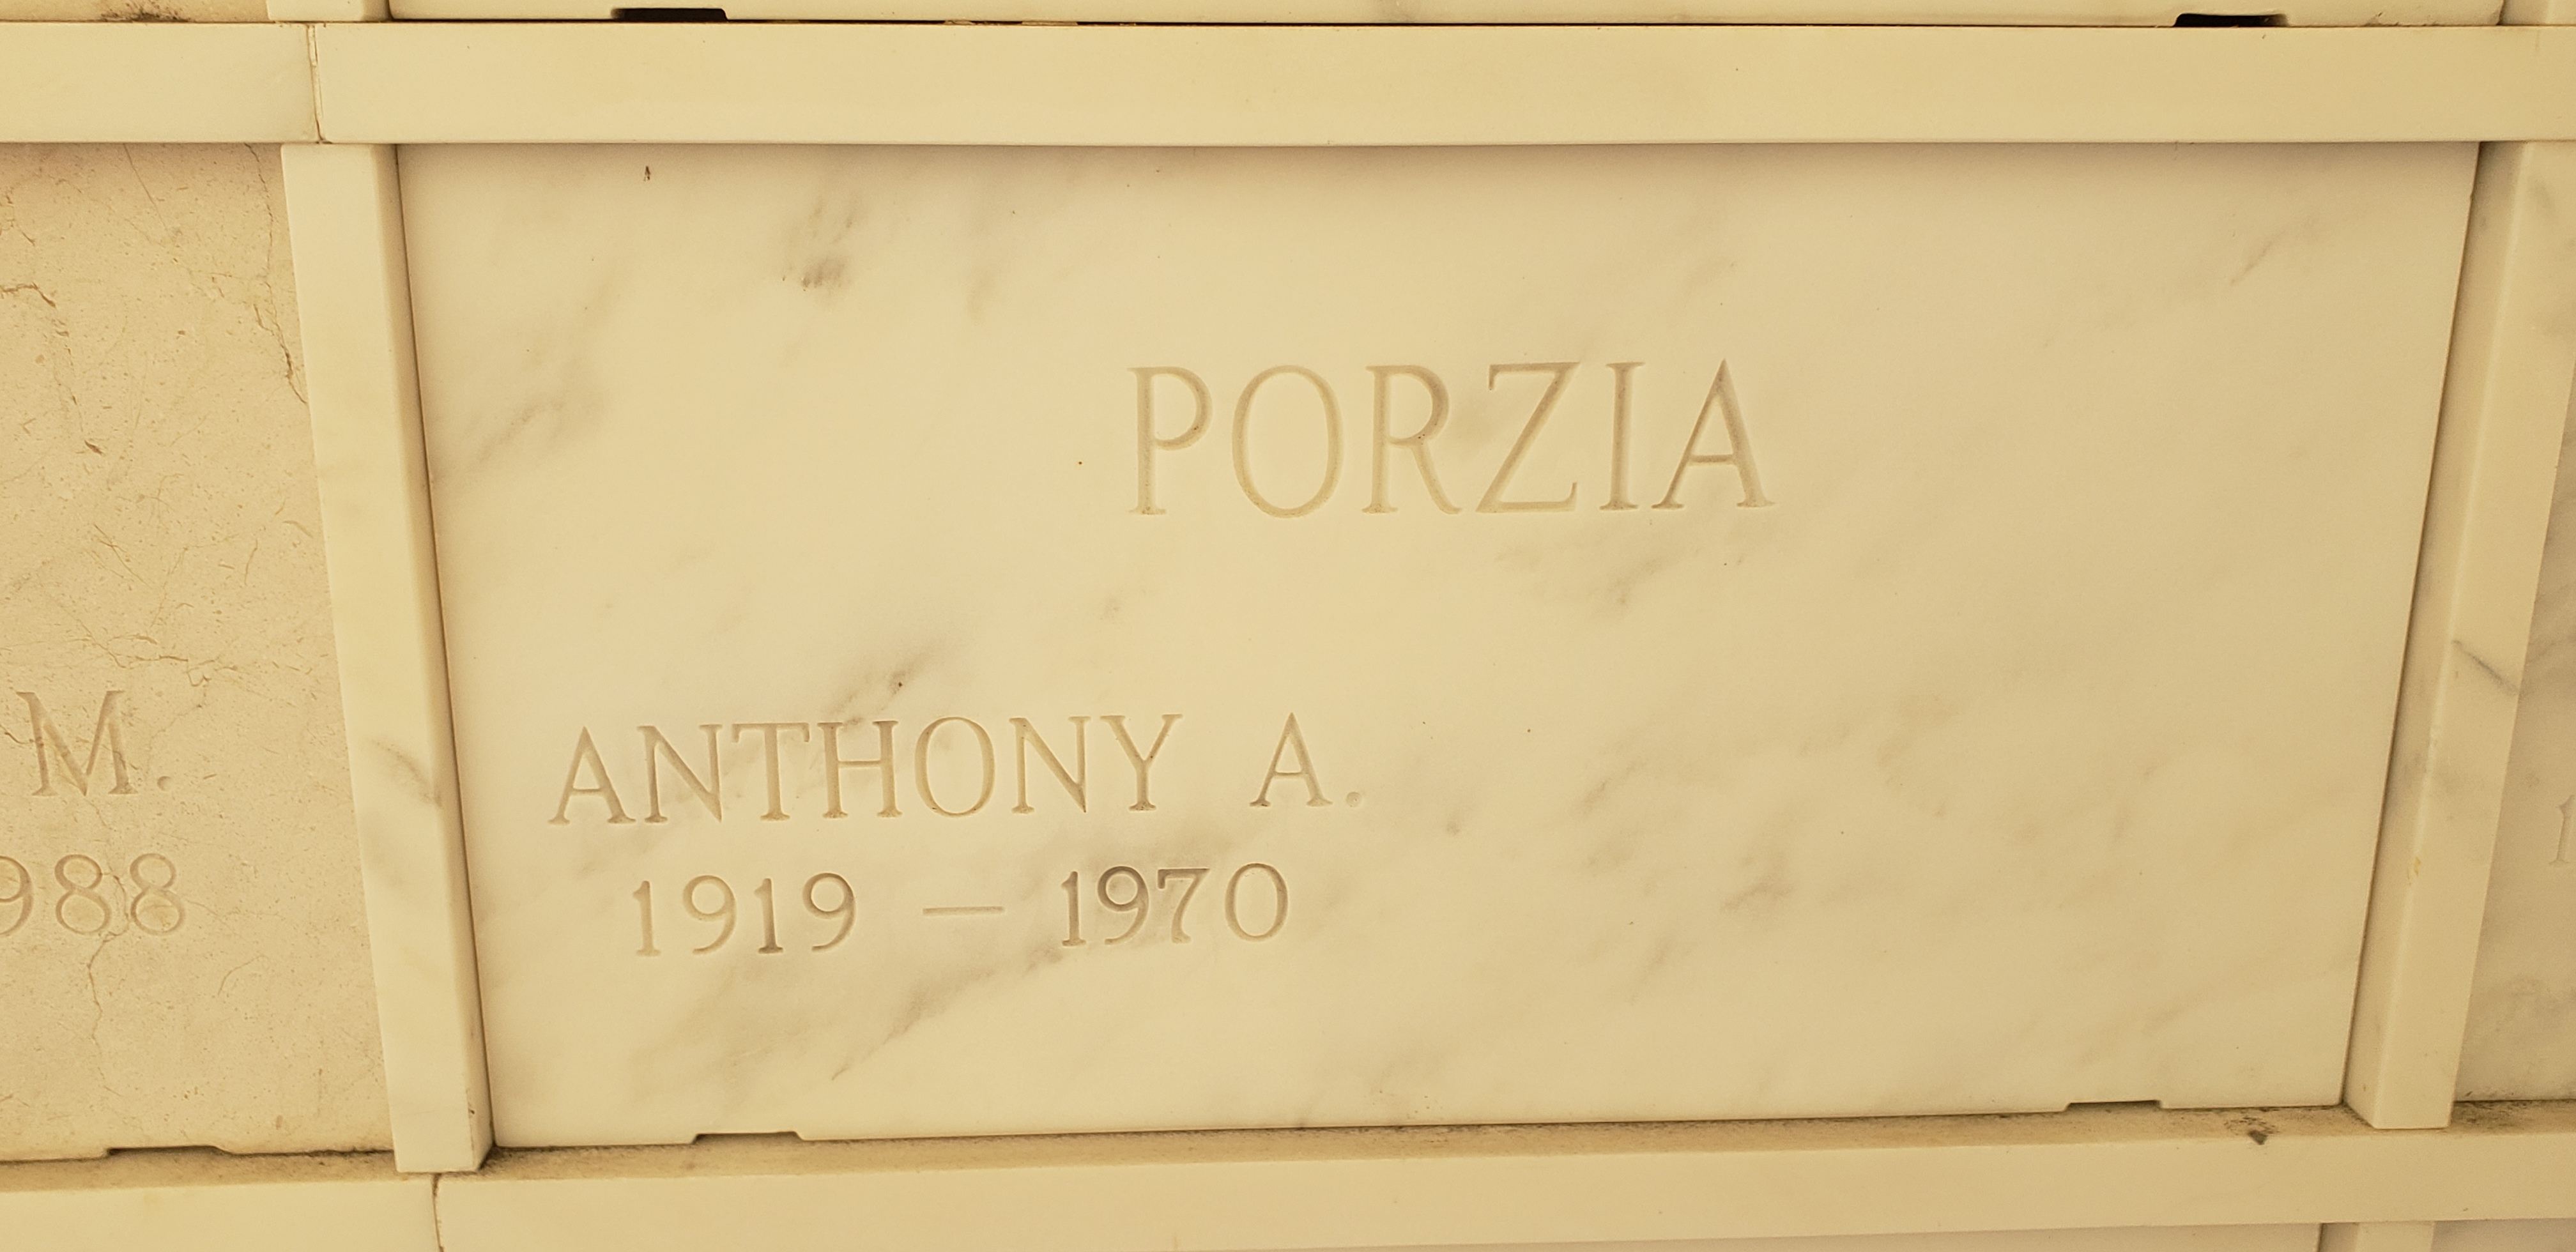 PORZIA
ANTHONY A.
1919 — 1970
M.
988